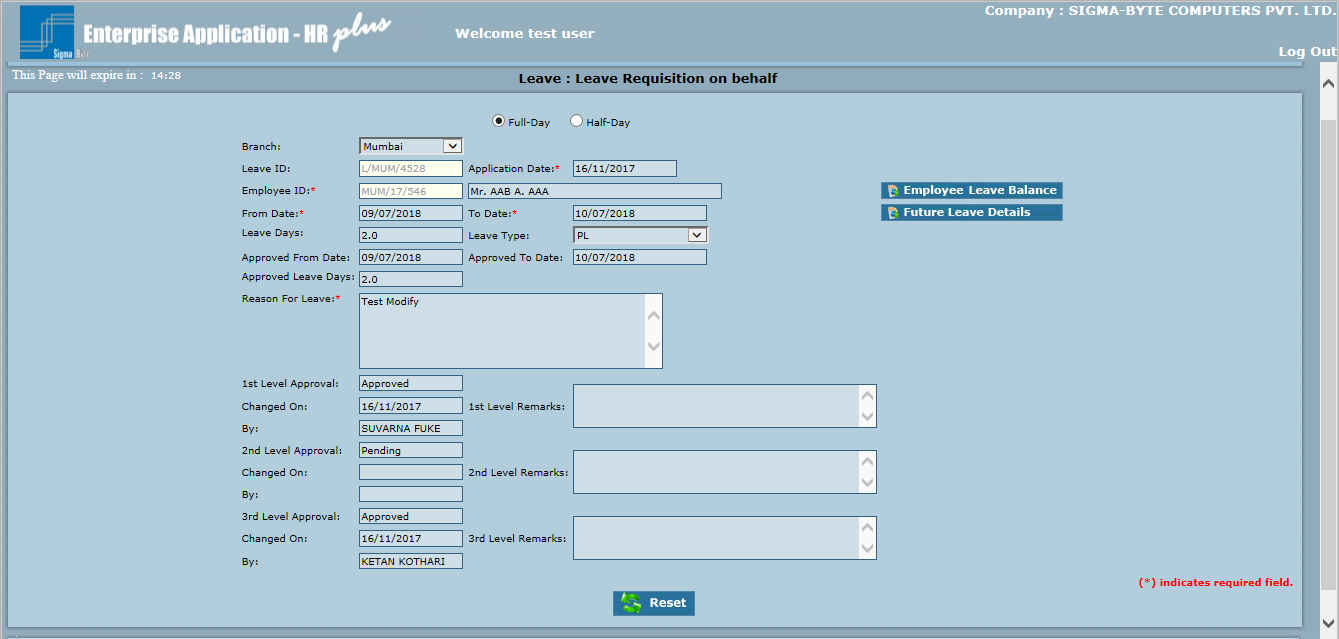 Company : SIGMA-BYTE COMPUTERS PVT. LTD.
Enterprise Application - HR plus
Welcome test user
Sigma Byte
Log Out
This Page will expire in : 14:28
Leave : Leave Requisition on behalf
Full-Day Half-Day
Branch: Mumbai
Leave ID: L/MUM/4528 Application Date:* 16/11/2017
Employee ID:* MUM/17/546 Mr. AAB A. AAA Employee Leave Balance
From Date:* 09/07/2018 To Date:* 10/07/2018 Future Leave Details
Leave Days: 2.0 Leave Type: PL
Approved From Date: 09/07/2018 Approved To Date: 10/07/2018
Approved Leave Days: 2.0
Reason For Leave:* Test Modify
1st Level Approval: Approved
Changed On: 16/11/2017 1st Level Remarks:
By: SUVARNA FUKE
2nd Level Approval: Pending
Changed On: 2nd Level Remarks:
By:
3rd Level Approval: Approved
Changed On: 16/11/2017 3rd Level Remarks:
By: KETAN KOTHARI
(*) indicates required field.
Reset